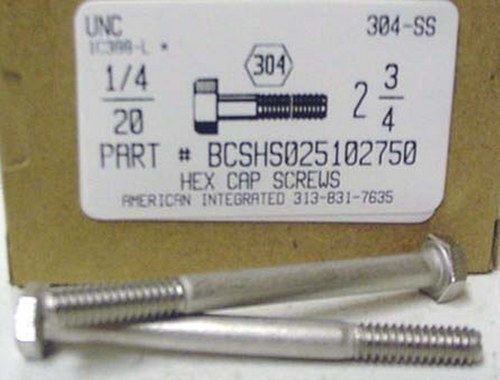 UNC 304-SS
1C388-L *
1/4 304 2 3/4
20
PART # BCSHS025102750
HEX CAP SCREWS
AMERICAN INTEGRATED 313-831-7635